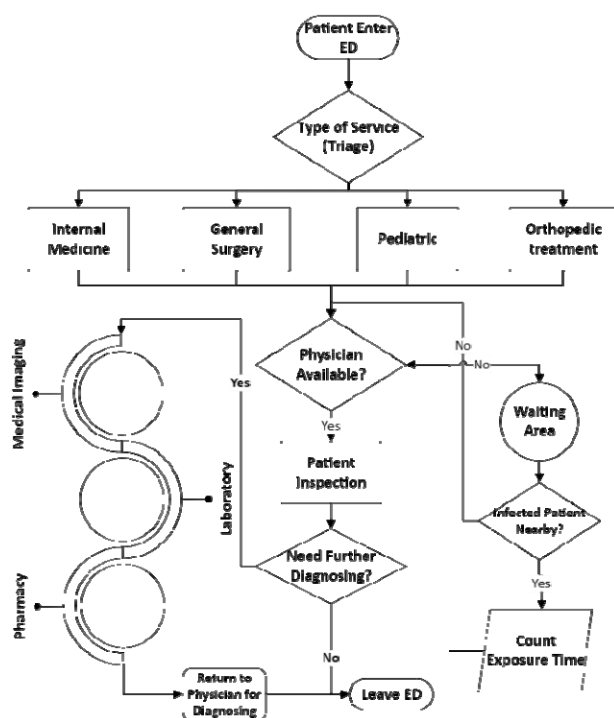 Patient Enter
ED
Type of Service
(Triage)
Internal
Medicine
General
Surgery
Pediatric
Orthopedic
treatment
No
Physician
Available?
No
Yes
Waiting
Area
Medical Imaging
Yes
Patient
Inspection
Laboratory
Infected Patient
Nearby?
Need Further
Diagnosing?
Yes
Pharmacy
Count
Exposure Time
No
Return to
Physician for
Diagnosing
Leave ED